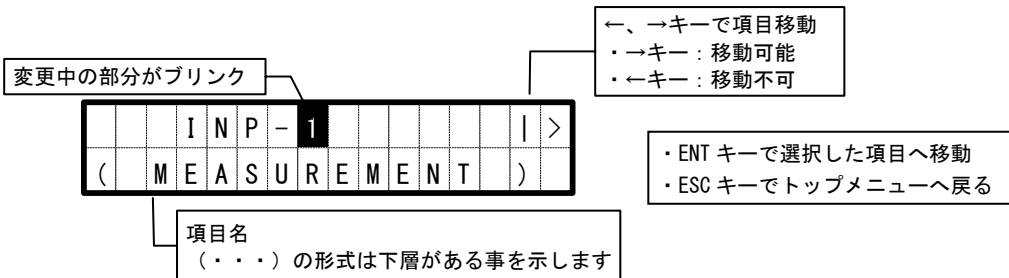 ←、→キーで項目移動
・→キー：移動可能
・←キー：移動不可
変更中の部分がブリンク
INP-1 |>
( MEASUREMENT )
・ENT キーで選択した項目へ移動
・ESC キーでトップメニューへ戻る
項目名
（・・・）の形式は下層がある事を示します